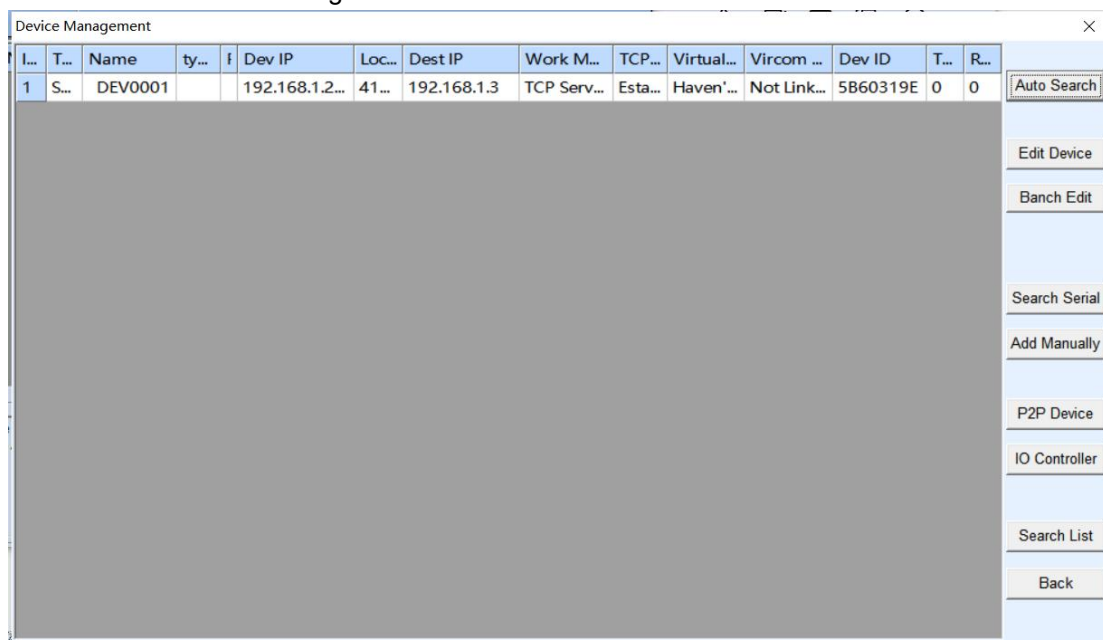 Device Management
I... T... Name ty... F Dev IP Loc... Dest IP Work M... TCP... Virtual... Vircom ... Dev ID T... R...
1 S... DEV0001 192.168.1.2... 41... 192.168.1.3 TCP Serv... Esta... Haven'... Not Link... 5B60319E 0 0
Auto Search
Edit Device
Banch Edit
Search Serial
Add Manually
P2P Device
IO Controller
Search List
Back